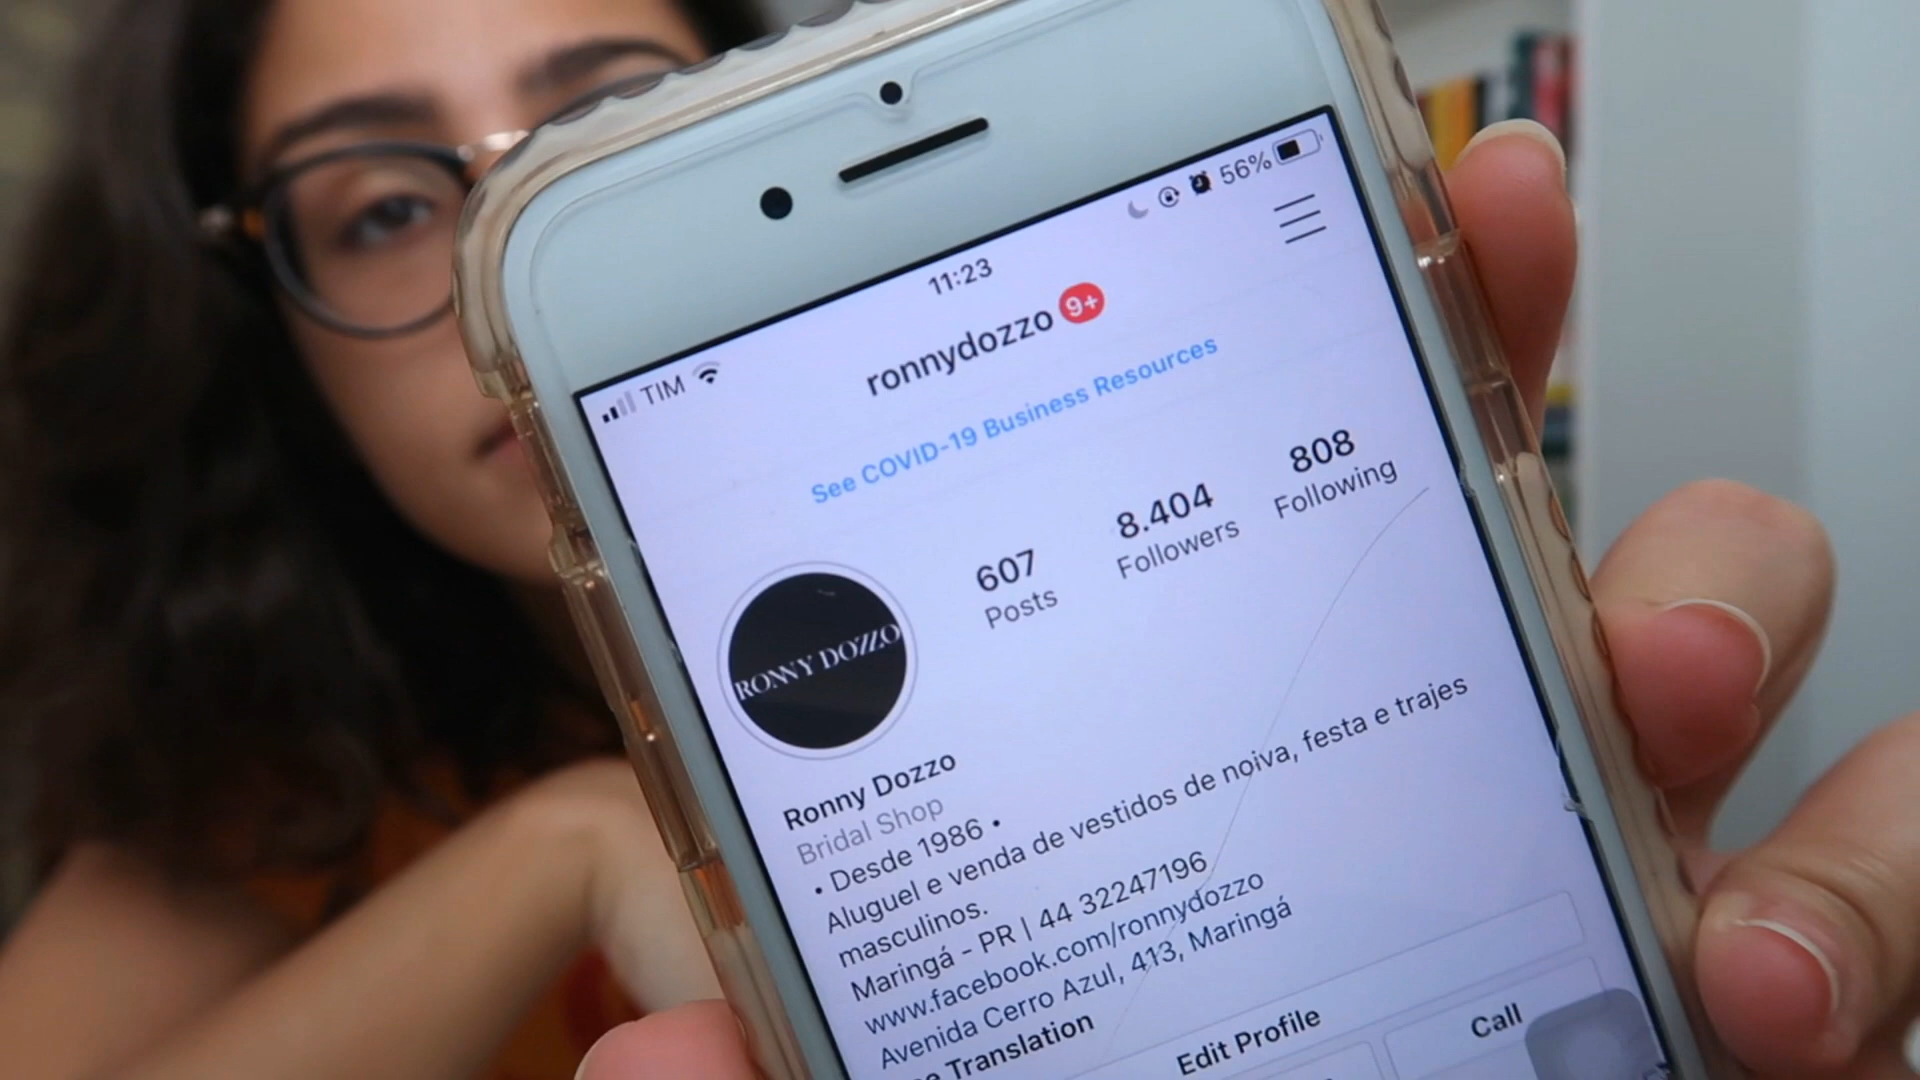 TIM 11:23 56%
ronnydozzo 9+
See COVID-19 Business Resources
607 8.404 808
Posts Followers Following
RONNY DOZZO
Ronny Dozzo
Bridal Shop
• Desde 1986 •
Aluguel e venda de vestidos de noiva, festa e trajes
masculinos.
Maringá - PR | 44 32247196
www.facebook.com/ronnydozzo
Avenida Cerro Azul, 413, Maringá
Translation
Edit Profile
Call